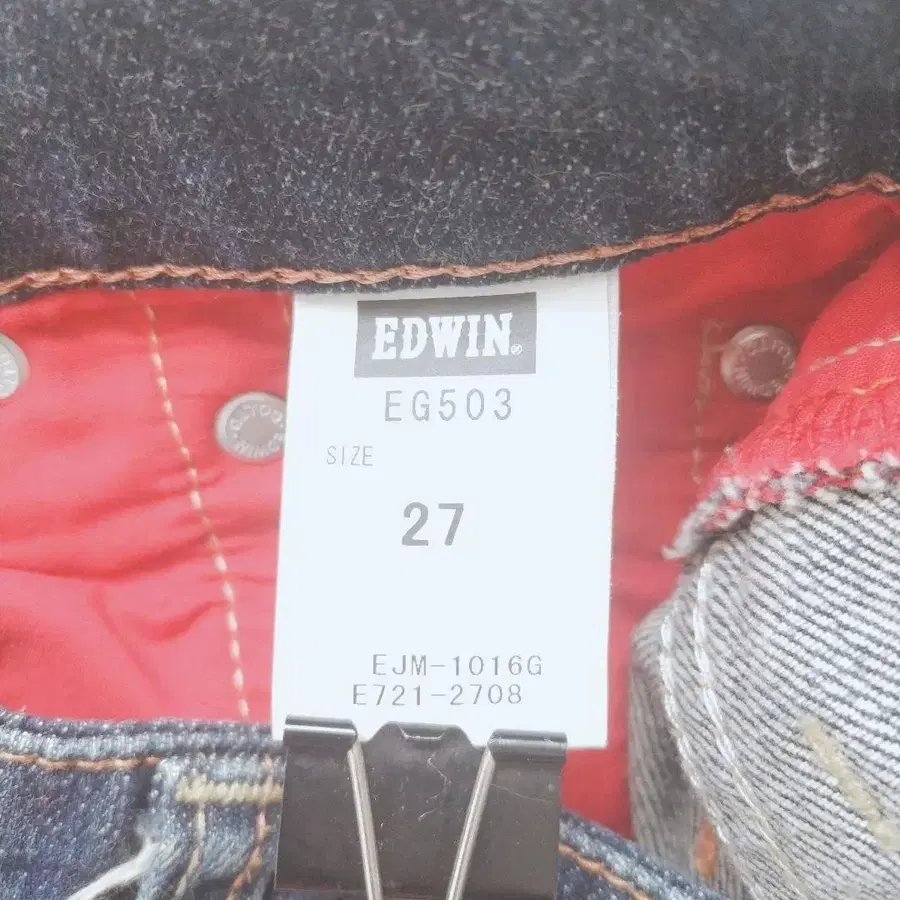 EDWIN®
EG503
SIZE
27
EJM-1016G
E721-2708